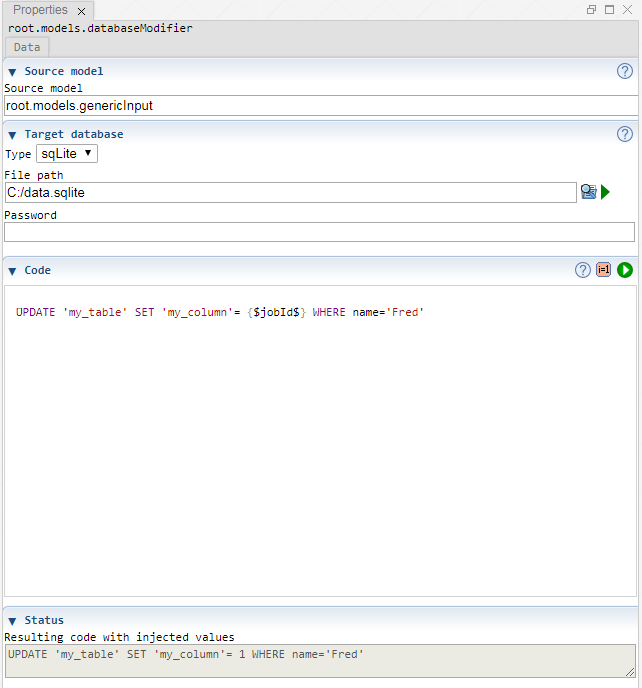 Properties
root.models.databaseModifier
Data
Source model
Source model
root.models.genericInput
Target database
Type sqLite
File path
C:/data.sqlite
Password
Code
i=1
UPDATE 'my_table' SET 'my_column'= {$jobId$} WHERE name='Fred'
Status
Resulting code with injected values
UPDATE 'my_table' SET 'my_column'= 1 WHERE name='Fred'